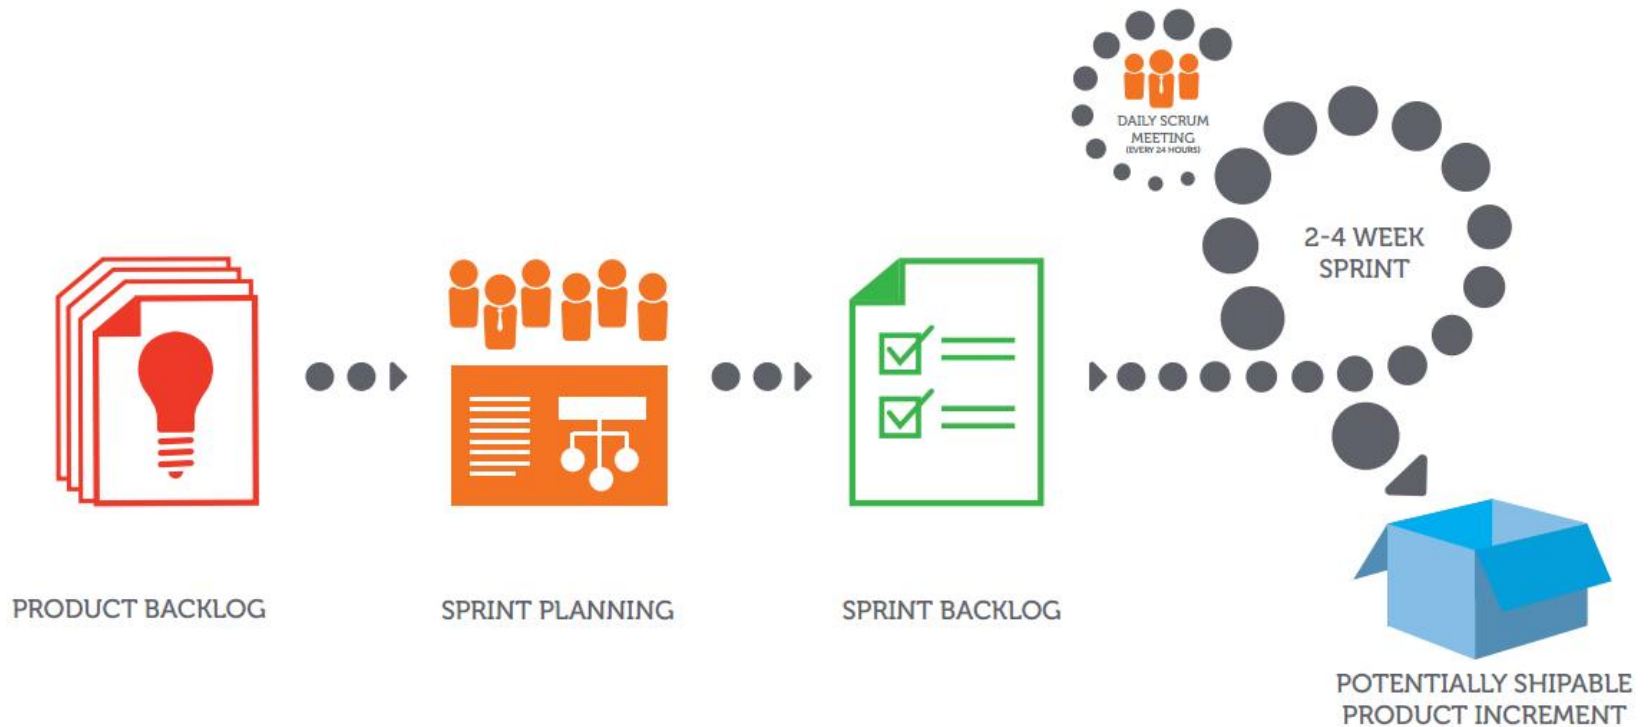 DAILY SCRUM
MEETING
(EVERY 24 HOURS)
2-4 WEEK
SPRINT
PRODUCT BACKLOG
SPRINT PLANNING
SPRINT BACKLOG
POTENTIALLY SHIPABLE
PRODUCT INCREMENT